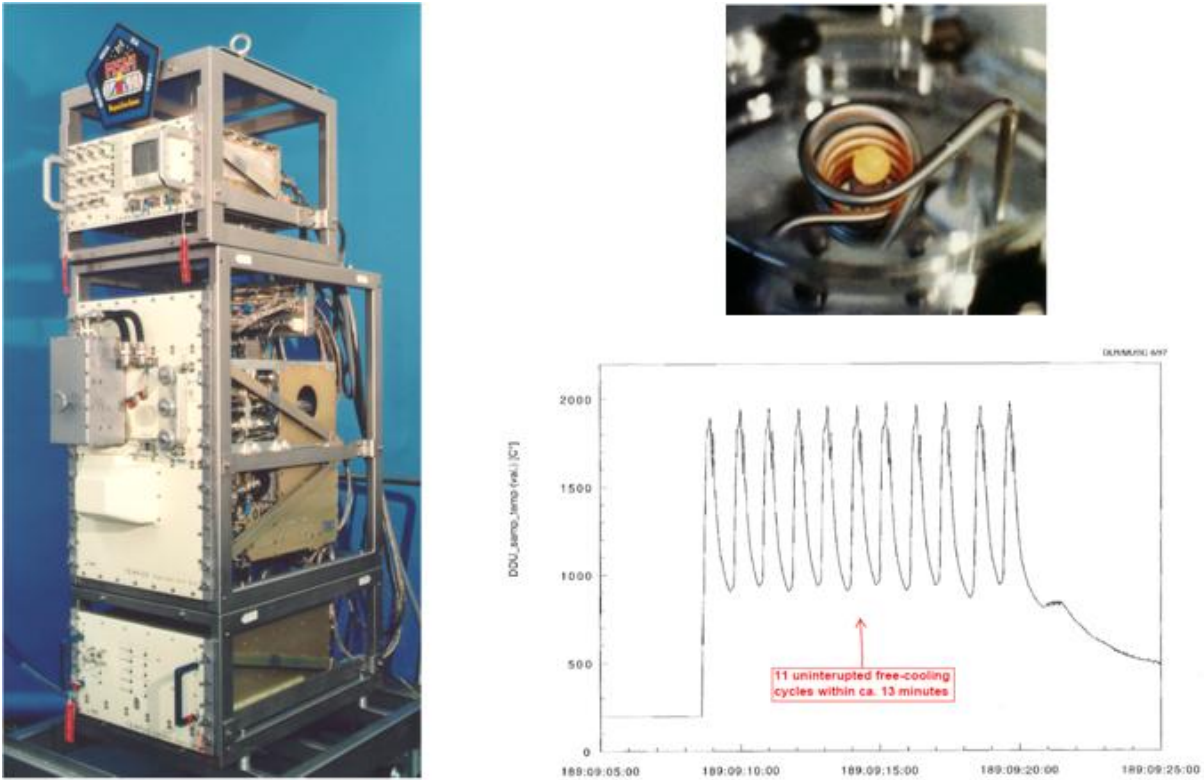 DLR/MUSC 6/97
DDU_samp_temp (val.) [C°]
2000
1500
1000
500
0
11 uninterupted free-cooling
cycles within ca. 13 minutes
189:09:05:00
189:09:10:00
189:09:15:00
189:09:20:00
189:09:25:00